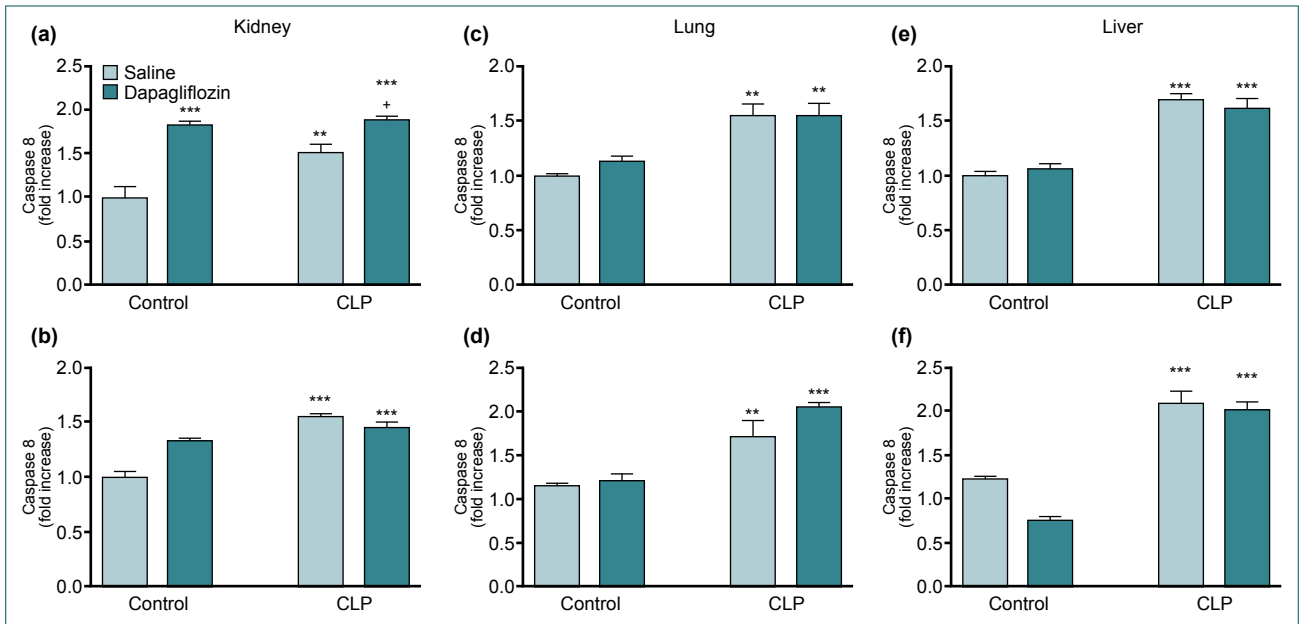 (a)
Kidney
2.5
2.0
1.5
1.0
0.5
0.0
Caspase 8
(fold increase)
Saline
Dapagliflozin
***
**
***
+
Control
CLP
(c)
Lung
2.0
1.5
1.0
0.5
0.0
Caspase 8
(fold increase)
**
**
Control
CLP
(e)
Liver
2.0
1.5
1.0
0.5
0.0
Caspase 8
(fold increase)
***
***
Control
CLP
(b)
2.0
1.5
1.0
0.5
0.0
Caspase 8
(fold increase)
***
***
Control
CLP
(d)
2.5
2.0
1.5
1.0
0.5
0.0
Caspase 8
(fold increase)
**
***
Control
CLP
(f)
2.5
2.0
1.5
1.0
0.5
0.0
Caspase 8
(fold increase)
***
***
Control
CLP